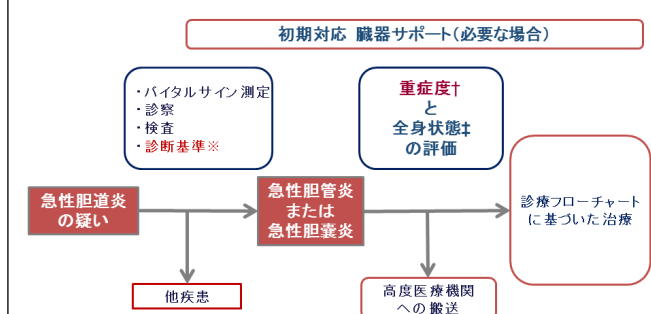 初期対応 臓器サポート(必要な場合)
・バイタルサイン測定
・診察
・検査
・診断基準※
重症度†
と
全身状態‡
の評価
急性胆道炎
の疑い
急性胆管炎
または
急性胆嚢炎
診療フローチャート
に基づいた治療
他疾患
高度医療機関
への搬送